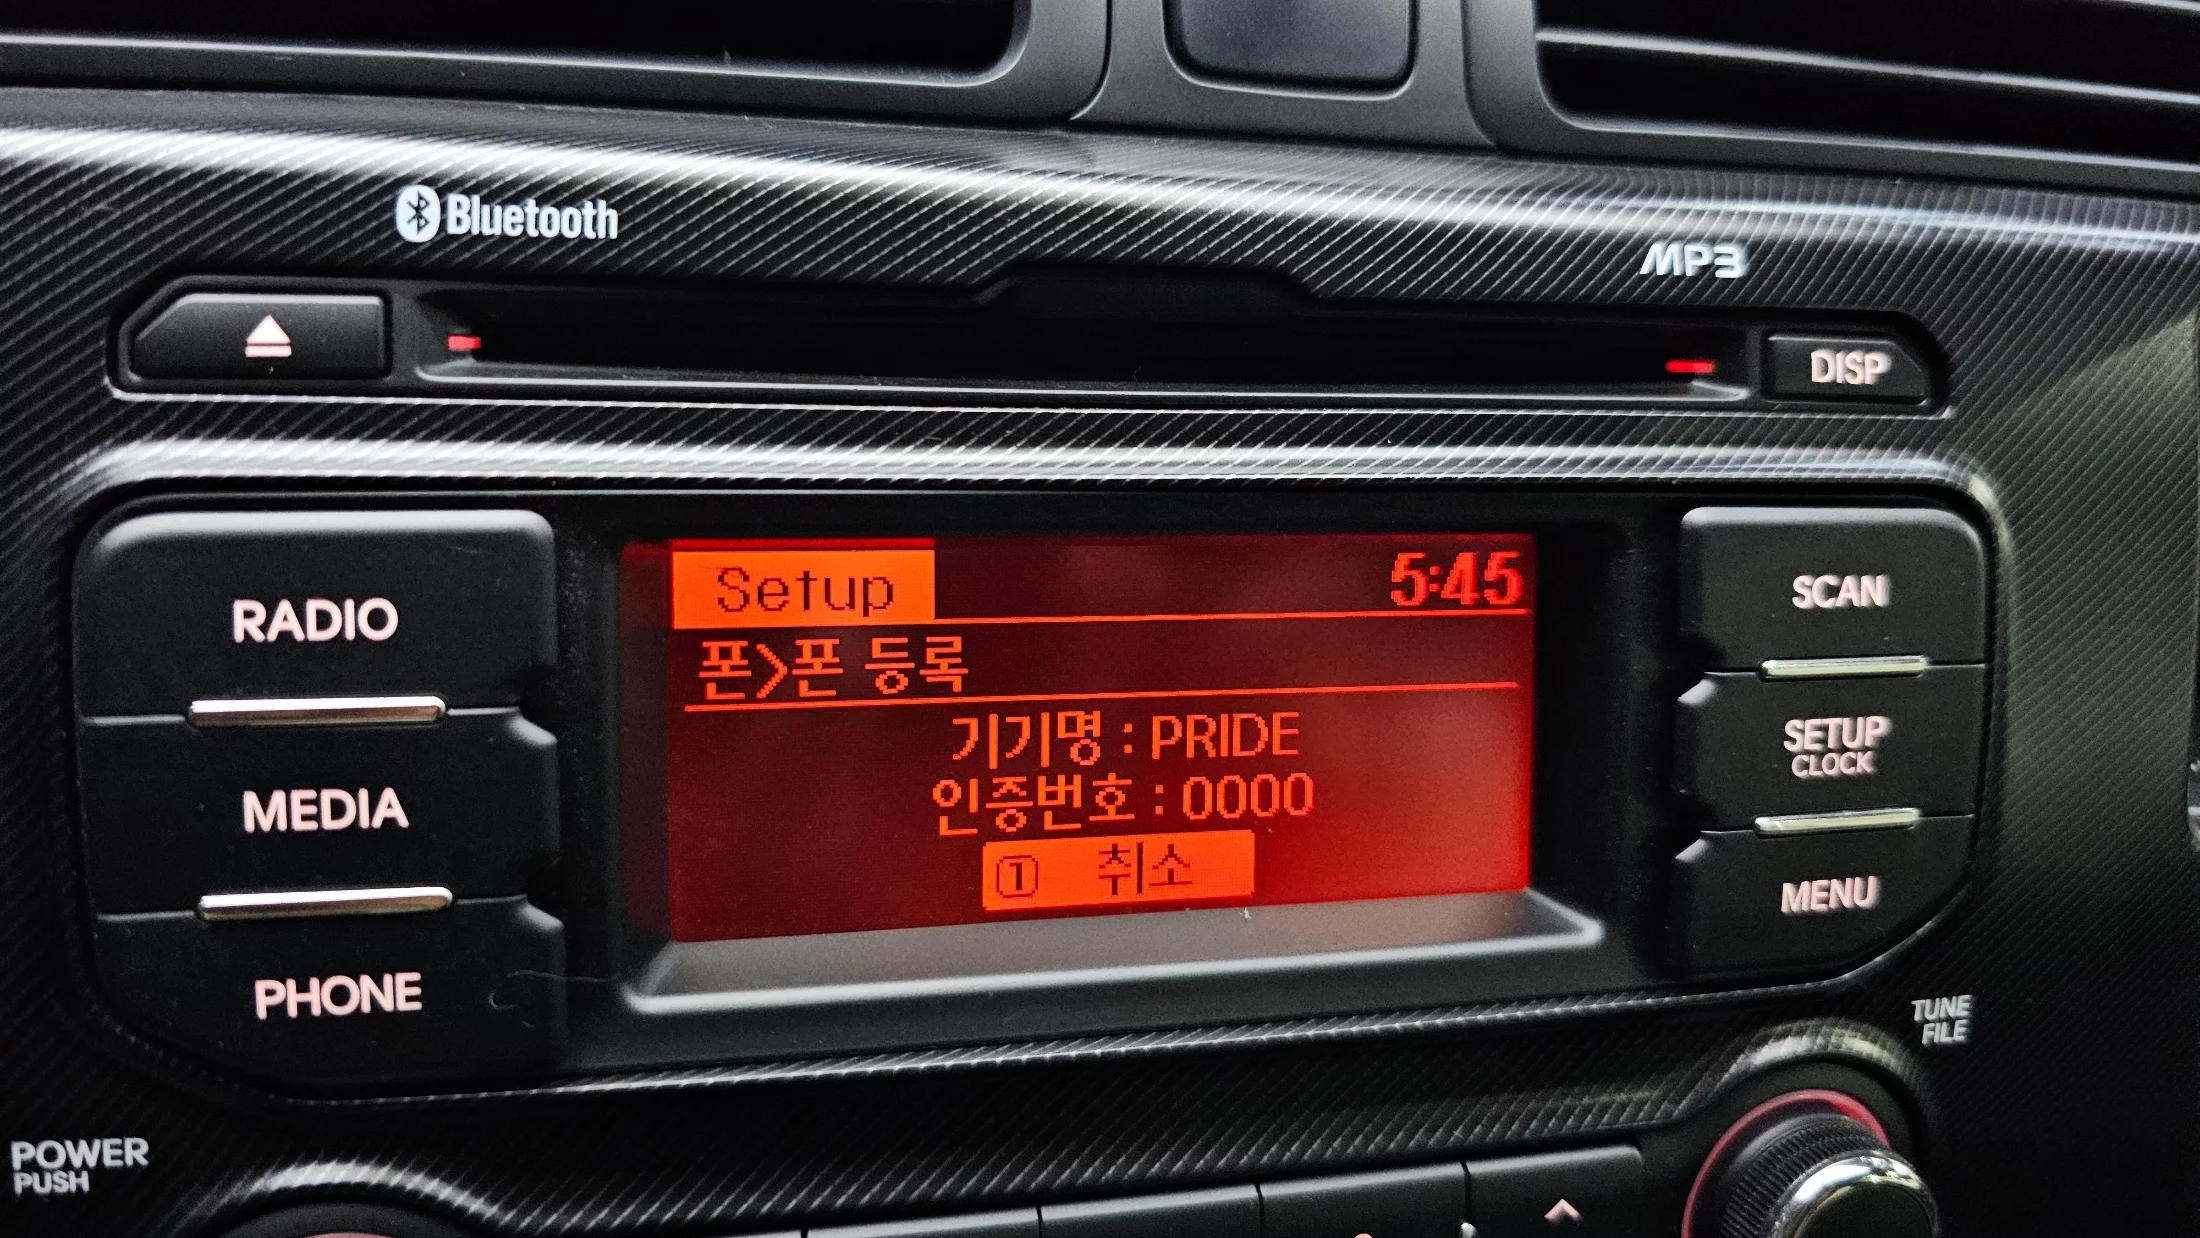 Bluetooth
MP3
DISP
RADIO
MEDIA
PHONE
Setup 5:45
폰>폰 등록
기기명 : PRIDE
인증번호 : 0000
① 취소
SCAN
SETUP
CLOCK
MENU
TUNE
FILE
POWER
PUSH